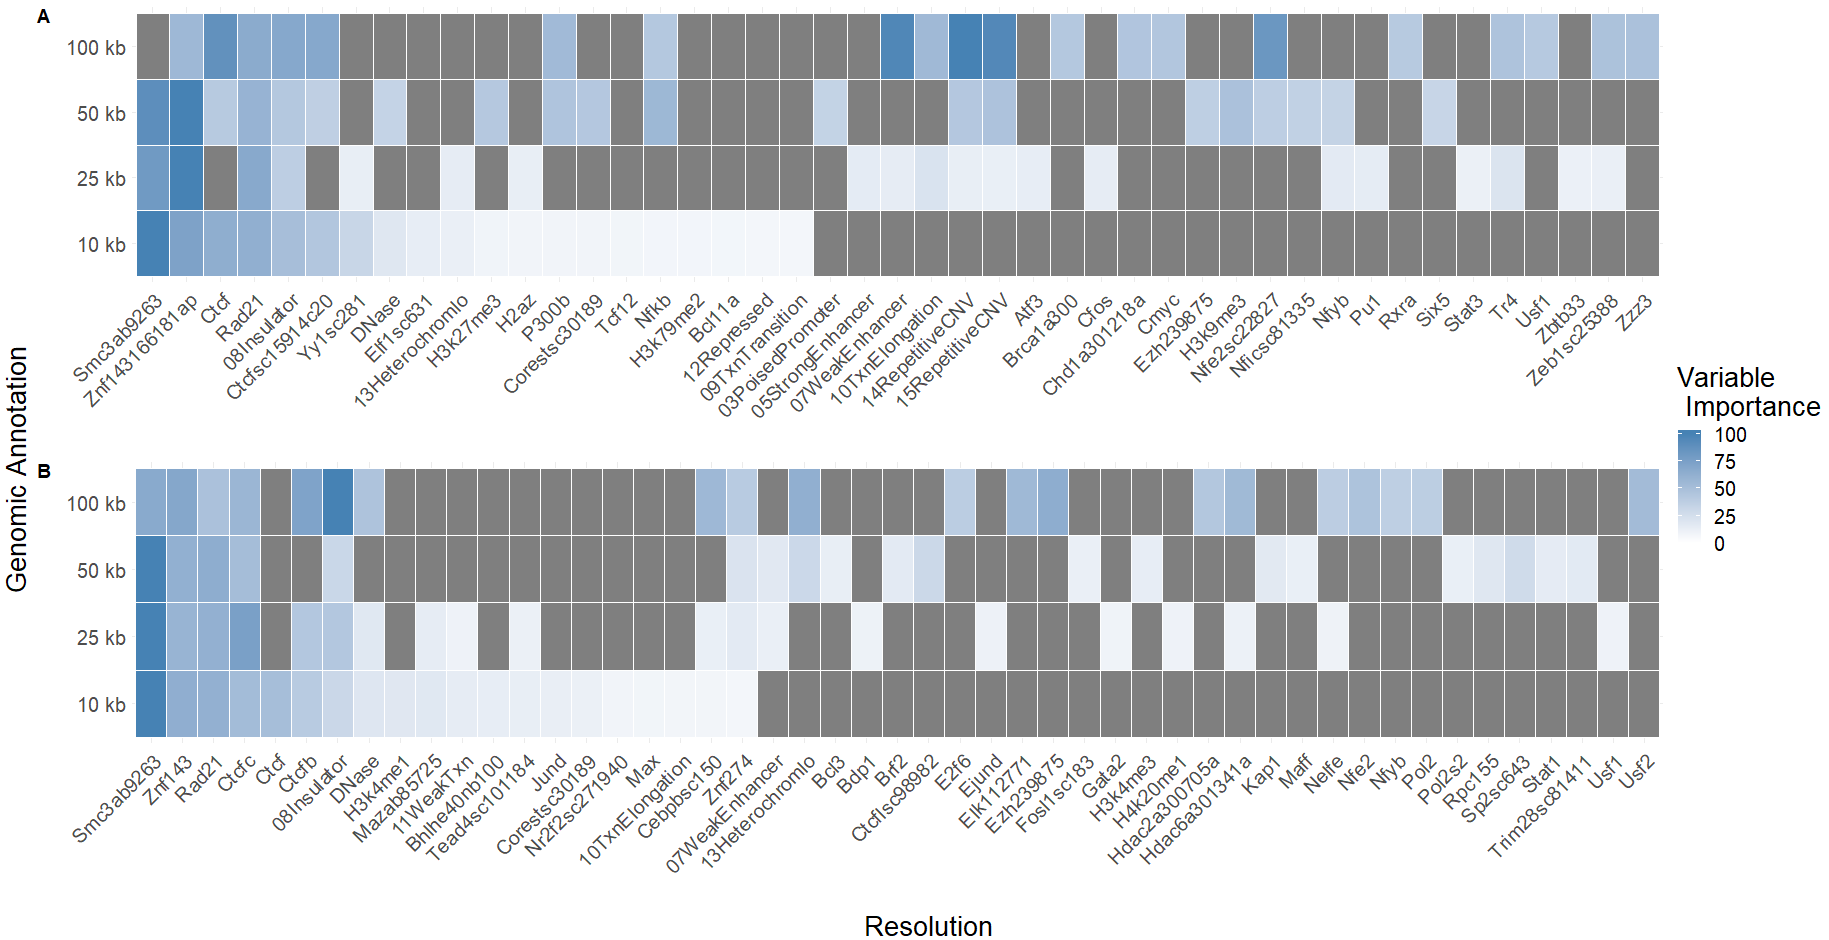 A
100 kb
50 kb
25 kb
10 kb
Smc3ab9263
Znf143166181ap
Ctcf
Rad21
08Insulator
Ctcfsc15914c20
Yy1sc281
DNase
Elf1sc631
13Heterochromlo
H3k27me3
H2az
P300b
Corestsc30189
Tcf12
Nfkb
H3k79me2
Bcl11a
12Repressed
09TxnTransition
03PoisedPromoter
05StrongEnhancer
07WeakEnhancer
10TxnElongation
14RepetitiveCNV
15RepetitiveCNV
Atf3
Brca1a300
Cfos
Chd1a301218a
Cmyc
Ezh239875
H3k9me3
Nfe2sc22827
Nficsc81335
Nfyb
Pu1
Rxra
Six5
Stat3
Tr4
Usf1
Zbtb33
Zeb1sc25388
Zzz3
Genomic Annotation
Variable
Importance
100
75
50
25
0
B
100 kb
50 kb
25 kb
10 kb
Smc3ab9263
Znf143
Rad21
Ctcfc
Ctcf
Ctcfb
08Insulator
DNase
H3k4me1
Mazab85725
11WeakTxn
Bhlhe40nb100
Tead4sc101184
Jund
Corestsc30189
Nr2f2sc271940
Max
10TxnElongation
Cebpbsc150
Znf274
07WeakEnhancer
13Heterochromlo
Bcl3
Bdp1
Brf2
Ctcflsc98982
E2f6
Ejund
Elk112771
Ezh239875
Fosl1sc183
Gata2
H3k4me3
H4k20me1
Hdac2a300705a
Hdac6a301341a
Kap1
Maff
Nelfe
Nfe2
Nfyb
Pol2
Pol2s2
Rpc155
Sp2sc643
Stat1
Trim28sc81411
Usf1
Usf2
Resolution